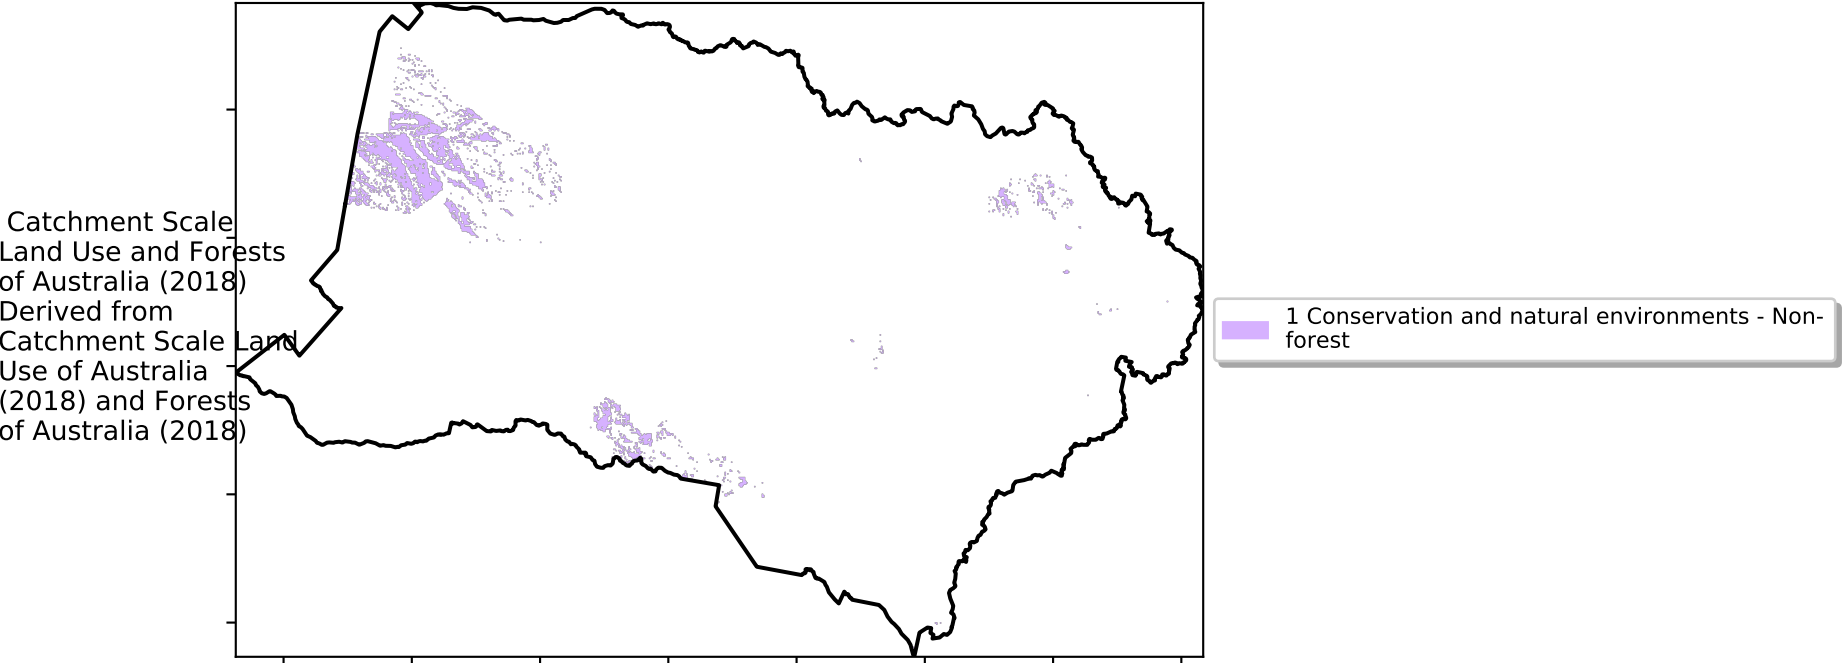 Catchment Scale
Land Use and Forests
of Australia (2018)
Derived from
Catchment Scale Land
Use of Australia
(2018) and Forests
of Australia (2018)
1 Conservation and natural environments - Non-
forest